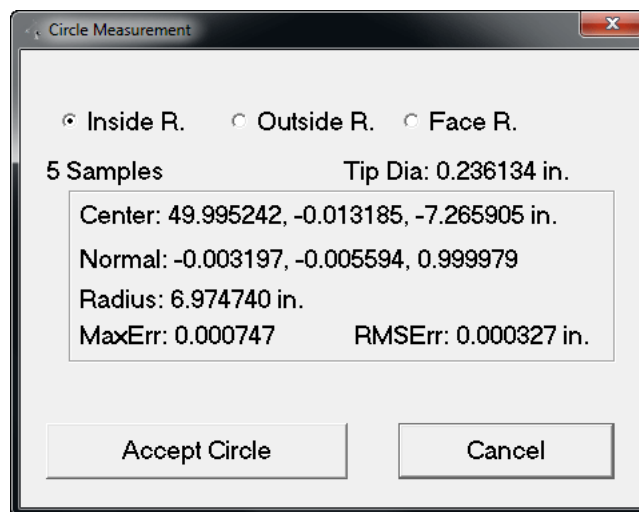 Circle Measurement
Inside R. Outside R. Face R.
5 Samples Tip Dia: 0.236134 in.
Center: 49.995242, -0.013185, -7.265905 in.
Normal: -0.003197, -0.005594, 0.999979
Radius: 6.974740 in.
MaxErr: 0.000747 RMSErr: 0.000327 in.
Accept Circle Cancel